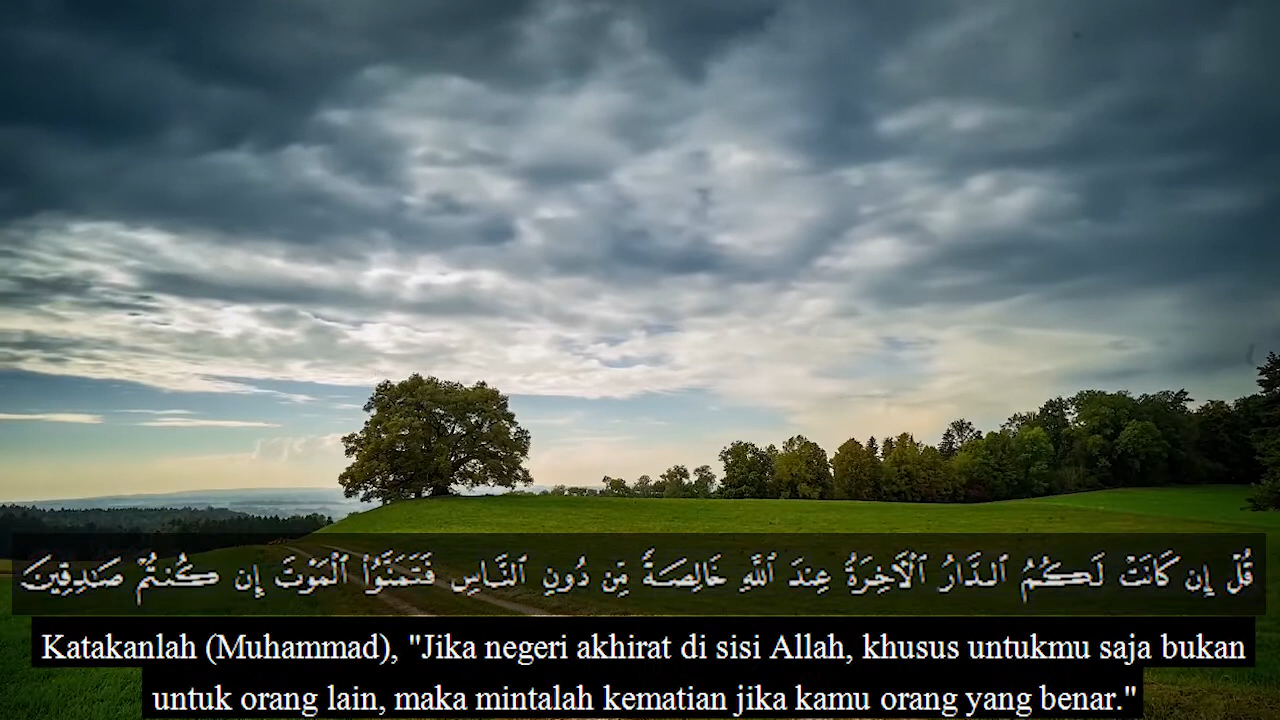 قُلْ إِن كَانَتْ لَكُمُ ٱلدَّارُ ٱلْآخِرَةُ عِندَ ٱللَّهِ خَالِصَةً مِّن دُونِ ٱلنَّاسِ فَتَمَنَّوُا۟ ٱلْمَوْتَ إِن كُنتُمْ صَٰدِقِينَ
Katakanlah (Muhammad), "Jika negeri akhirat di sisi Allah, khusus untukmu saja bukan
untuk orang lain, maka mintalah kematian jika kamu orang yang benar."